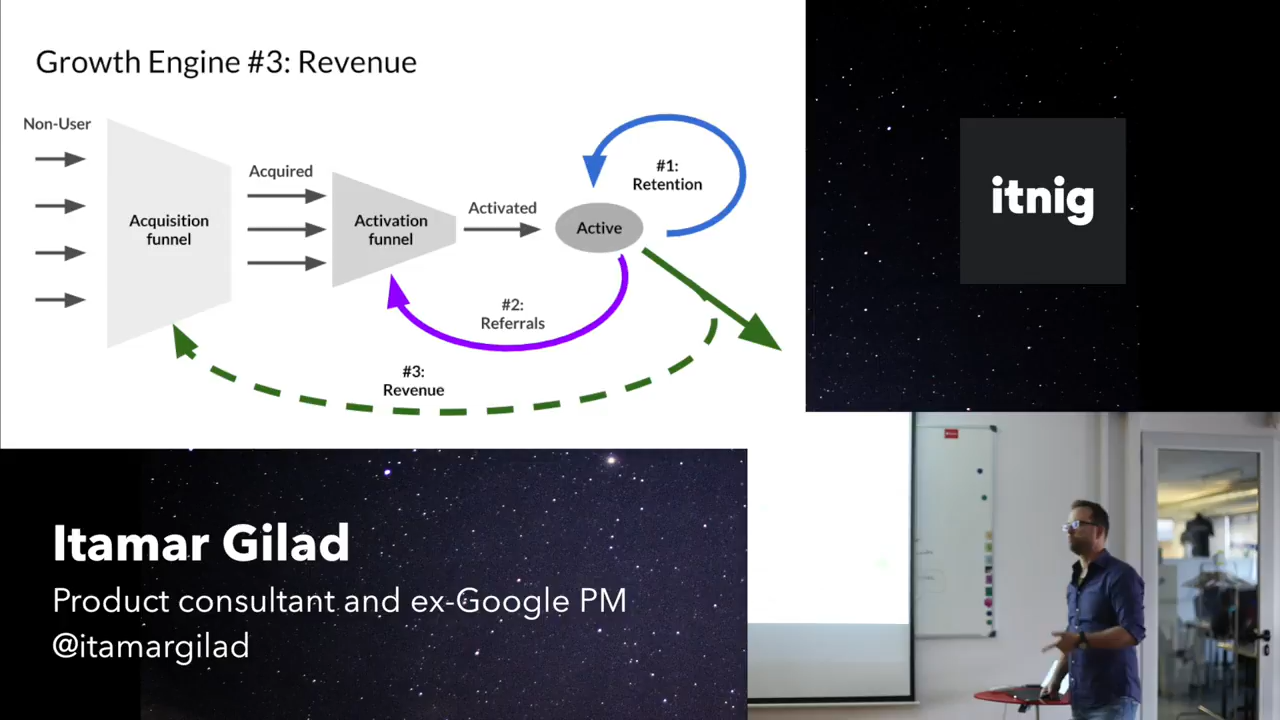 Growth Engine #3: Revenue
Non-User
Acquisition
funnel
Acquired
Activation
funnel
Activated
Active
#1:
Retention
#2:
Referrals
#3:
Revenue
itnig
Itamar Gilad
Product consultant and ex-Google PM
@itamargilad